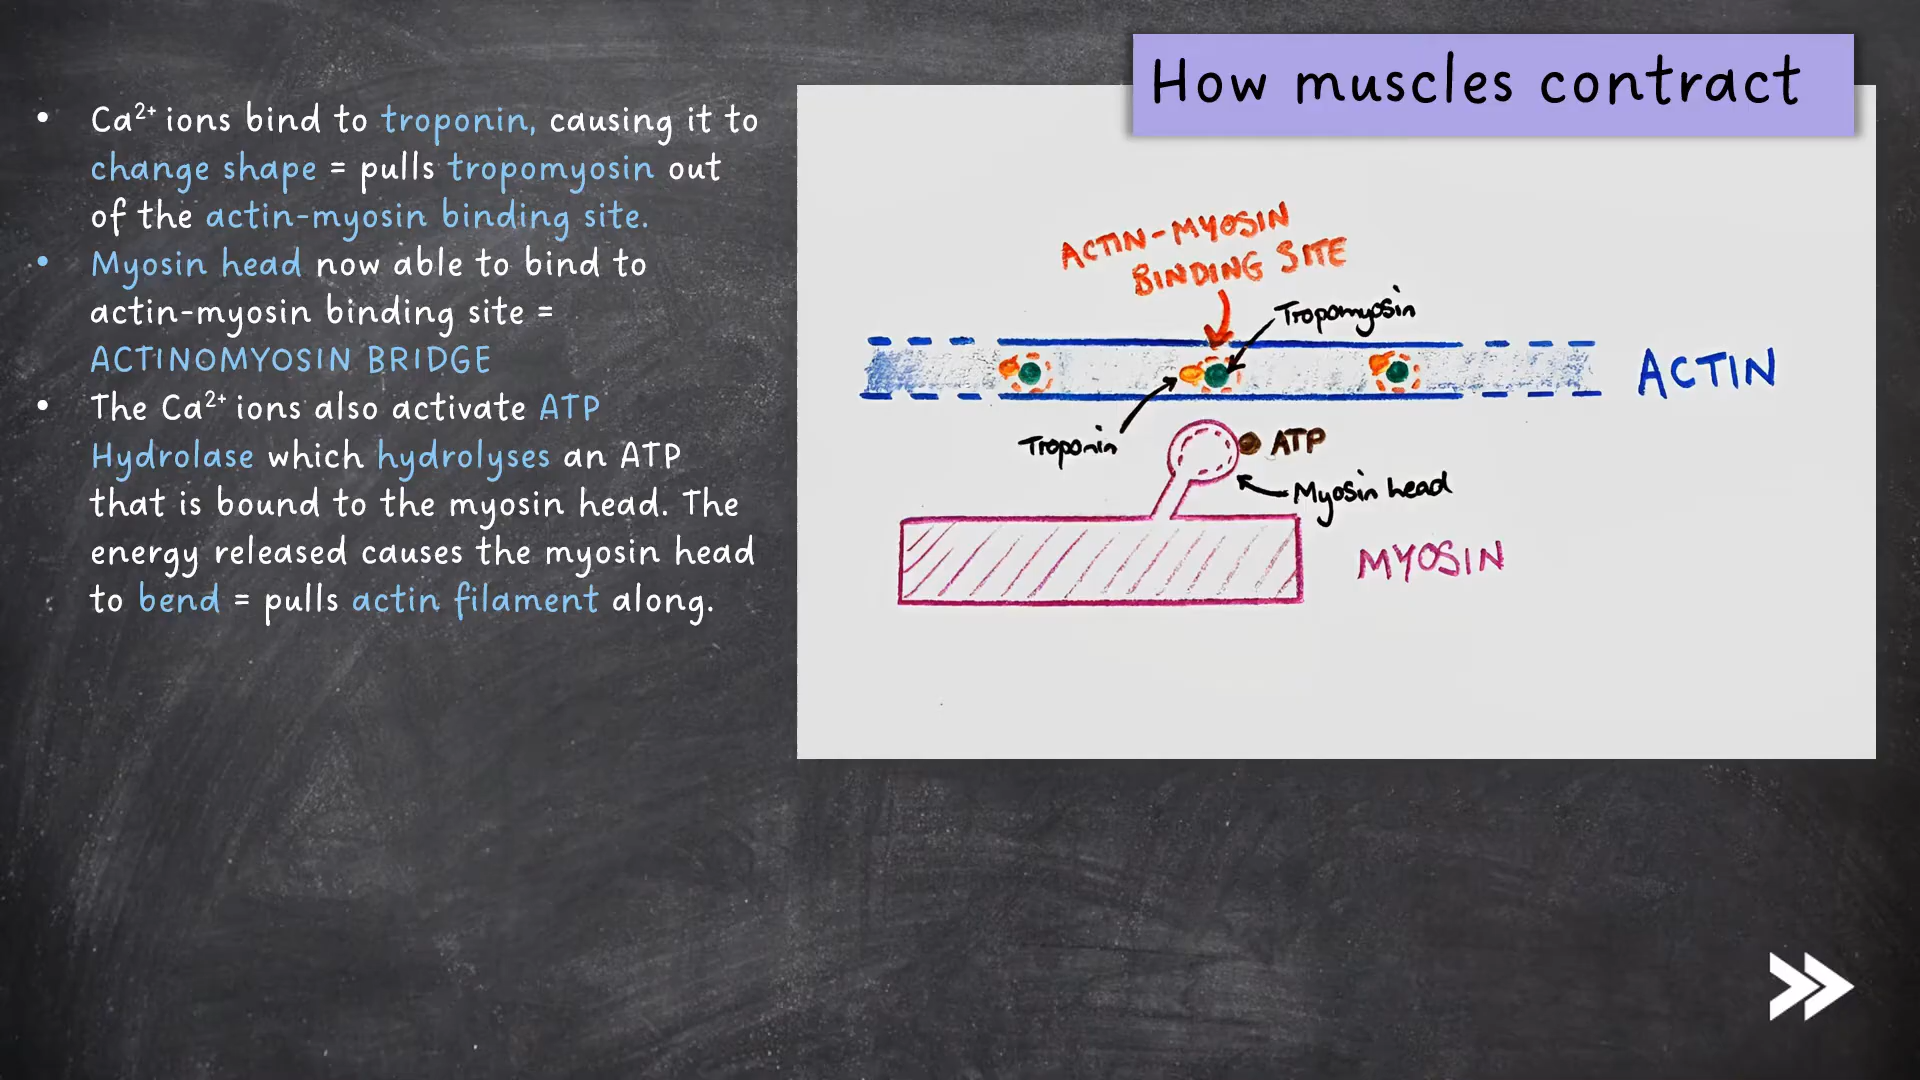 How muscles contract
• Ca²⁺ ions bind to troponin, causing it to
change shape = pulls tropomyosin out
of the actin-myosin binding site.
• Myosin head now able to bind to
actin-myosin binding site =
ACTINOMYOSIN BRIDGE
• The Ca²⁺ ions also activate ATP
Hydrolase which hydrolyses an ATP
that is bound to the myosin head. The
energy released causes the myosin head
to bend = pulls actin filament along.
ACTIN-MYOSIN
BINDING SITE
Tropomyosin
ACTIN
Troponin
ATP
Myosin head
MYOSIN